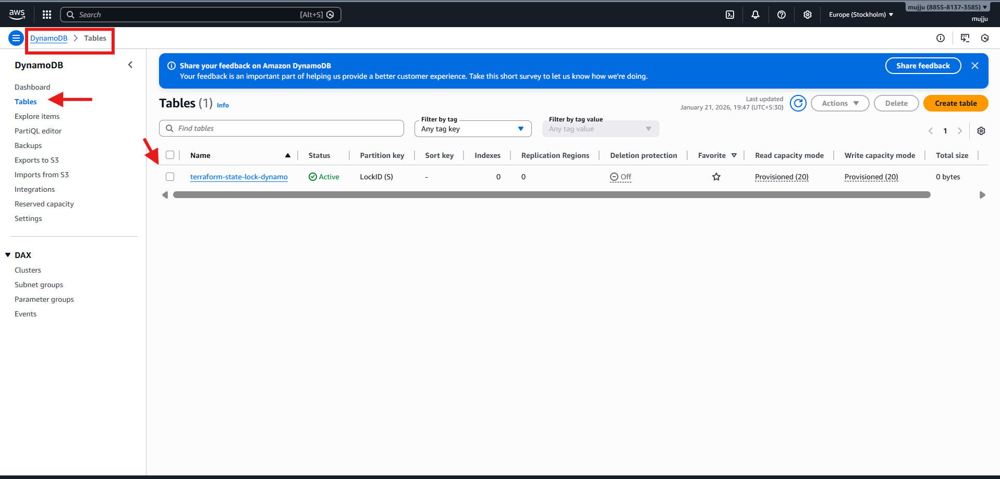 aws
Search [Alt+S]
Europe (Stockholm)
mujju (8855-8137-3585)
mujju
DynamoDB > Tables
DynamoDB
Dashboard
Tables
Explore items
PartiQL editor
Backups
Exports to S3
Imports from S3
Integrations
Reserved capacity
Settings
DAX
Clusters
Subnet groups
Parameter groups
Events
Share your feedback on Amazon DynamoDB
Your feedback is an important part of helping us provide a better customer experience. Take this short survey to let us know how we're doing.
Share feedback
Tables (1) Info
Last updated
January 21, 2026, 19:47 (UTC+5:30)
Actions
Delete
Create table
Find tables
Filter by tag
Any tag key
Filter by tag value
Any tag value
1
Name Status Partition key Sort key Indexes Replication Regions Deletion protection Favorite Read capacity mode Write capacity mode Total size
terraform-state-lock-dynamo Active LockID (S) - 0 0 Off Provisioned (20) Provisioned (20) 0 bytes